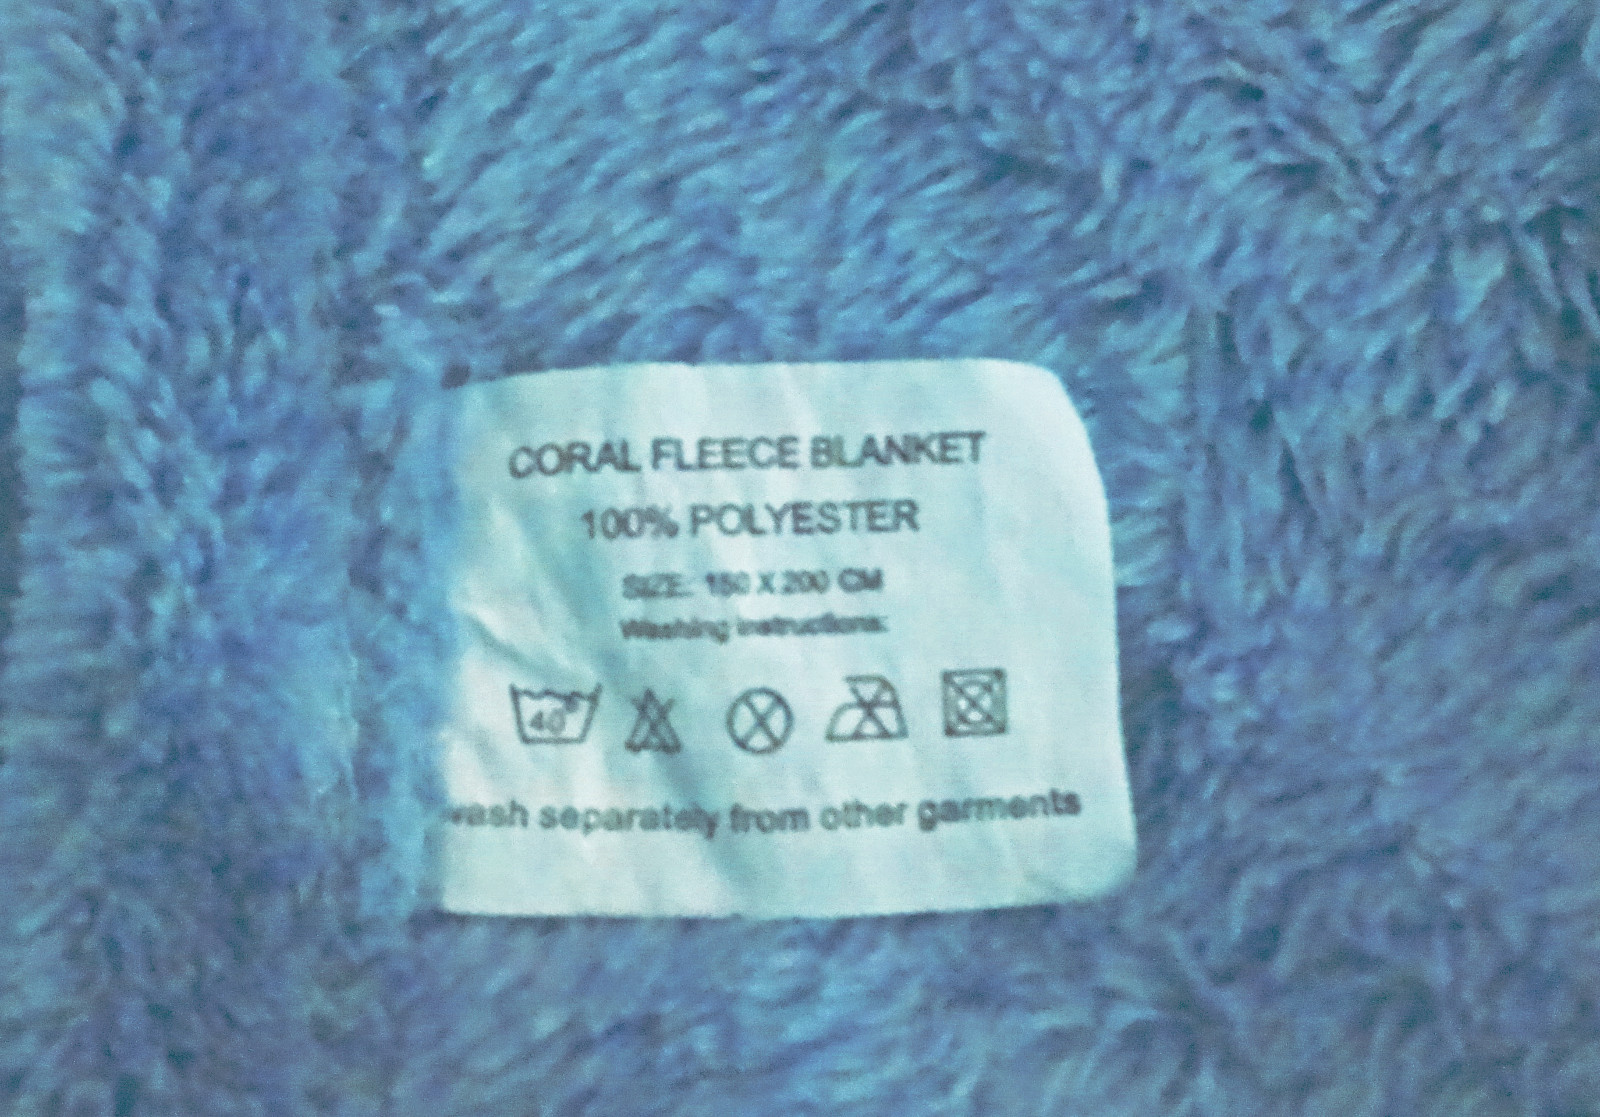 CORAL FLEECE BLANKET
100% POLYESTER
SIZE: 150 X 200 CM
Washing instructions:
40°
wash separately from other garments